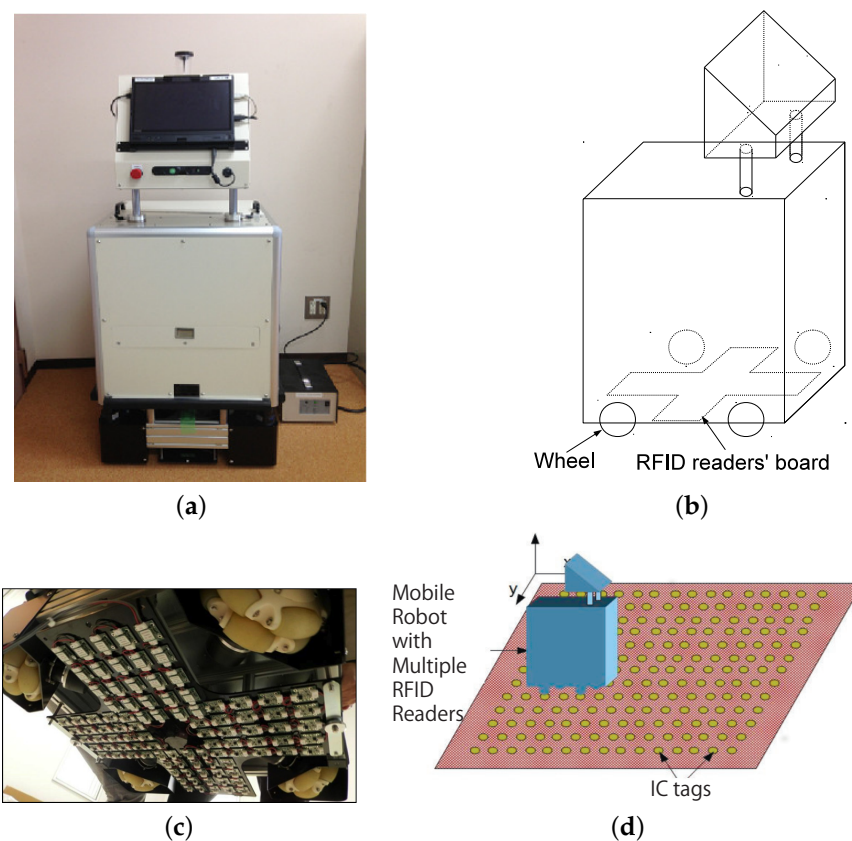 Wheel
RFID readers' board
(a)
(b)
x
y
Mobile
Robot
with
Multiple
RFID
Readers
IC tags
(c)
(d)